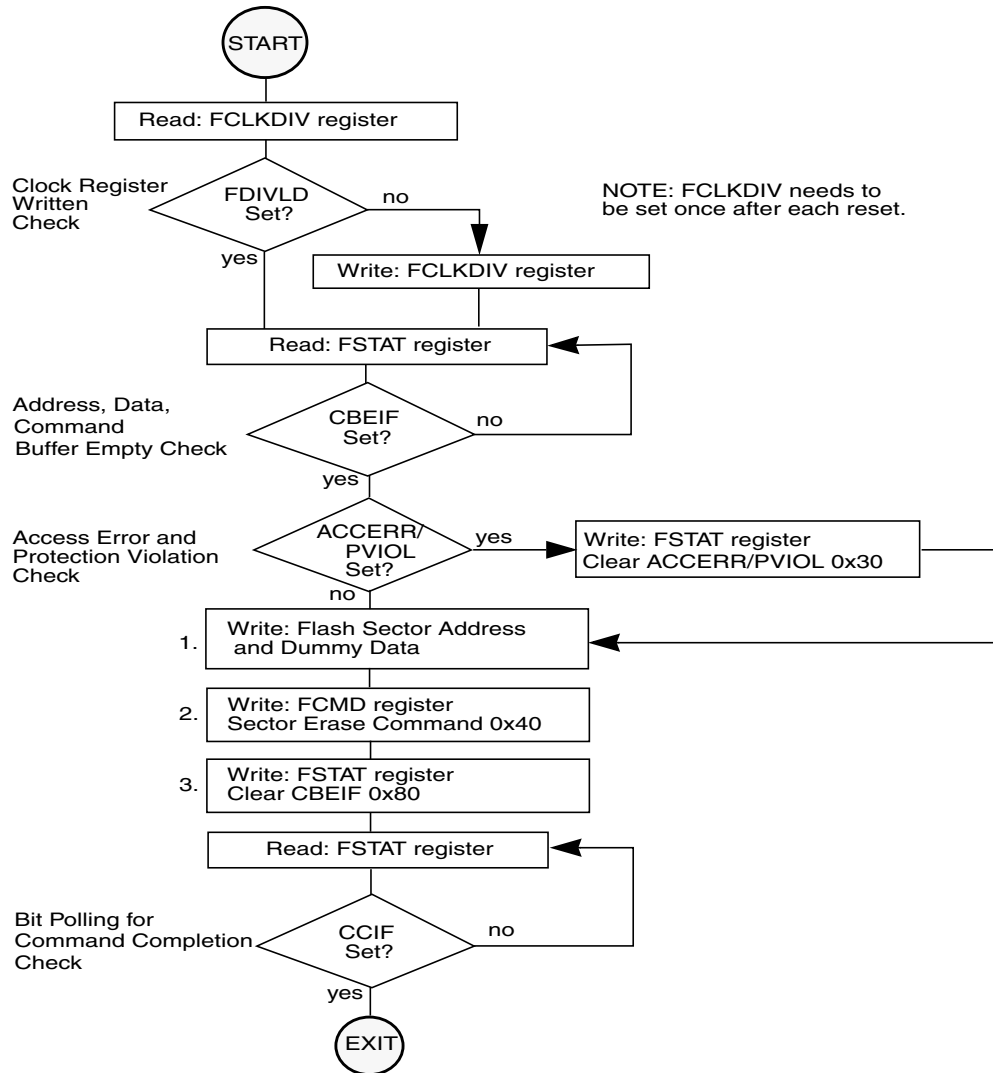 START
Read: FCLKDIV register
Clock Register
Written
Check
FDIVLD
Set?
no
yes
NOTE: FCLKDIV needs to
be set once after each reset.
Write: FCLKDIV register
Read: FSTAT register
Address, Data,
Command
Buffer Empty Check
CBEIF
Set?
no
yes
Access Error and
Protection Violation
Check
ACCERR/
PVIOL
Set?
yes
no
Write: FSTAT register
Clear ACCERR/PVIOL 0x30
1.
Write: Flash Sector Address
and Dummy Data
2.
Write: FCMD register
Sector Erase Command 0x40
3.
Write: FSTAT register
Clear CBEIF 0x80
Read: FSTAT register
Bit Polling for
Command Completion
Check
CCIF
Set?
no
yes
EXIT